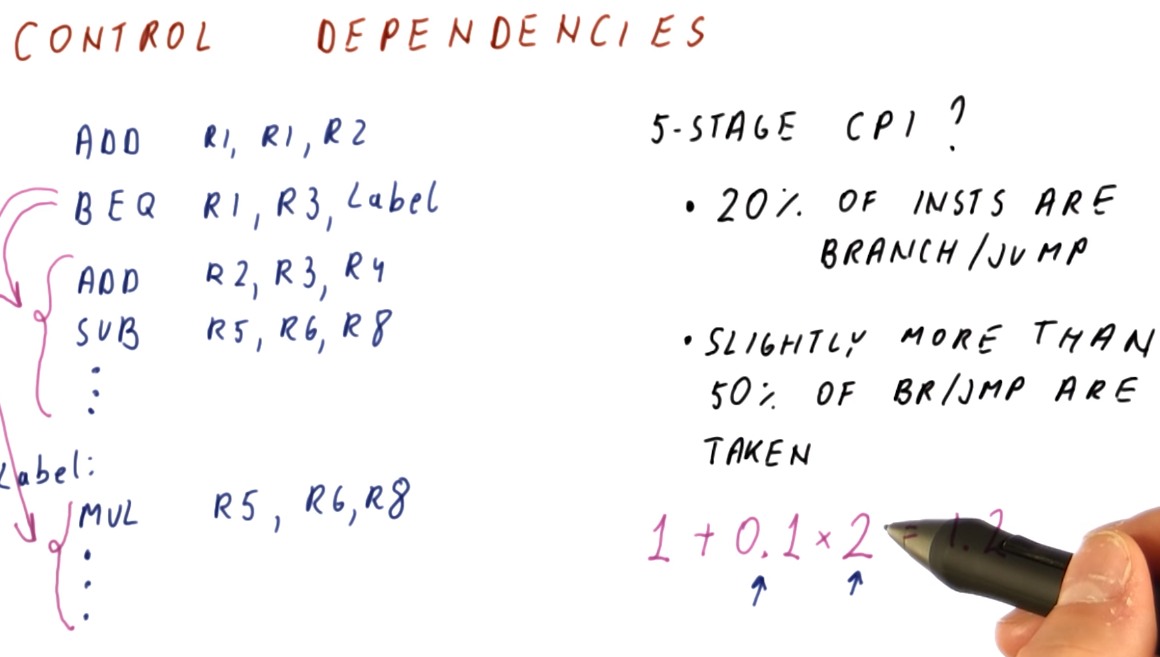 CONTROL DEPENDENCIES
ADD R1, R1, R2
BEQ R1, R3, Label
ADD R2, R3, R4
SUB R5, R6, R8
Label:
MUL R5, R6, R8
5-STAGE CPI ?
• 20% OF INSTS ARE
BRANCH/JUMP
• SLIGHTLY MORE THAN
50% OF BR/JMP ARE
TAKEN
1 + 0.1 × 2 = 1.2